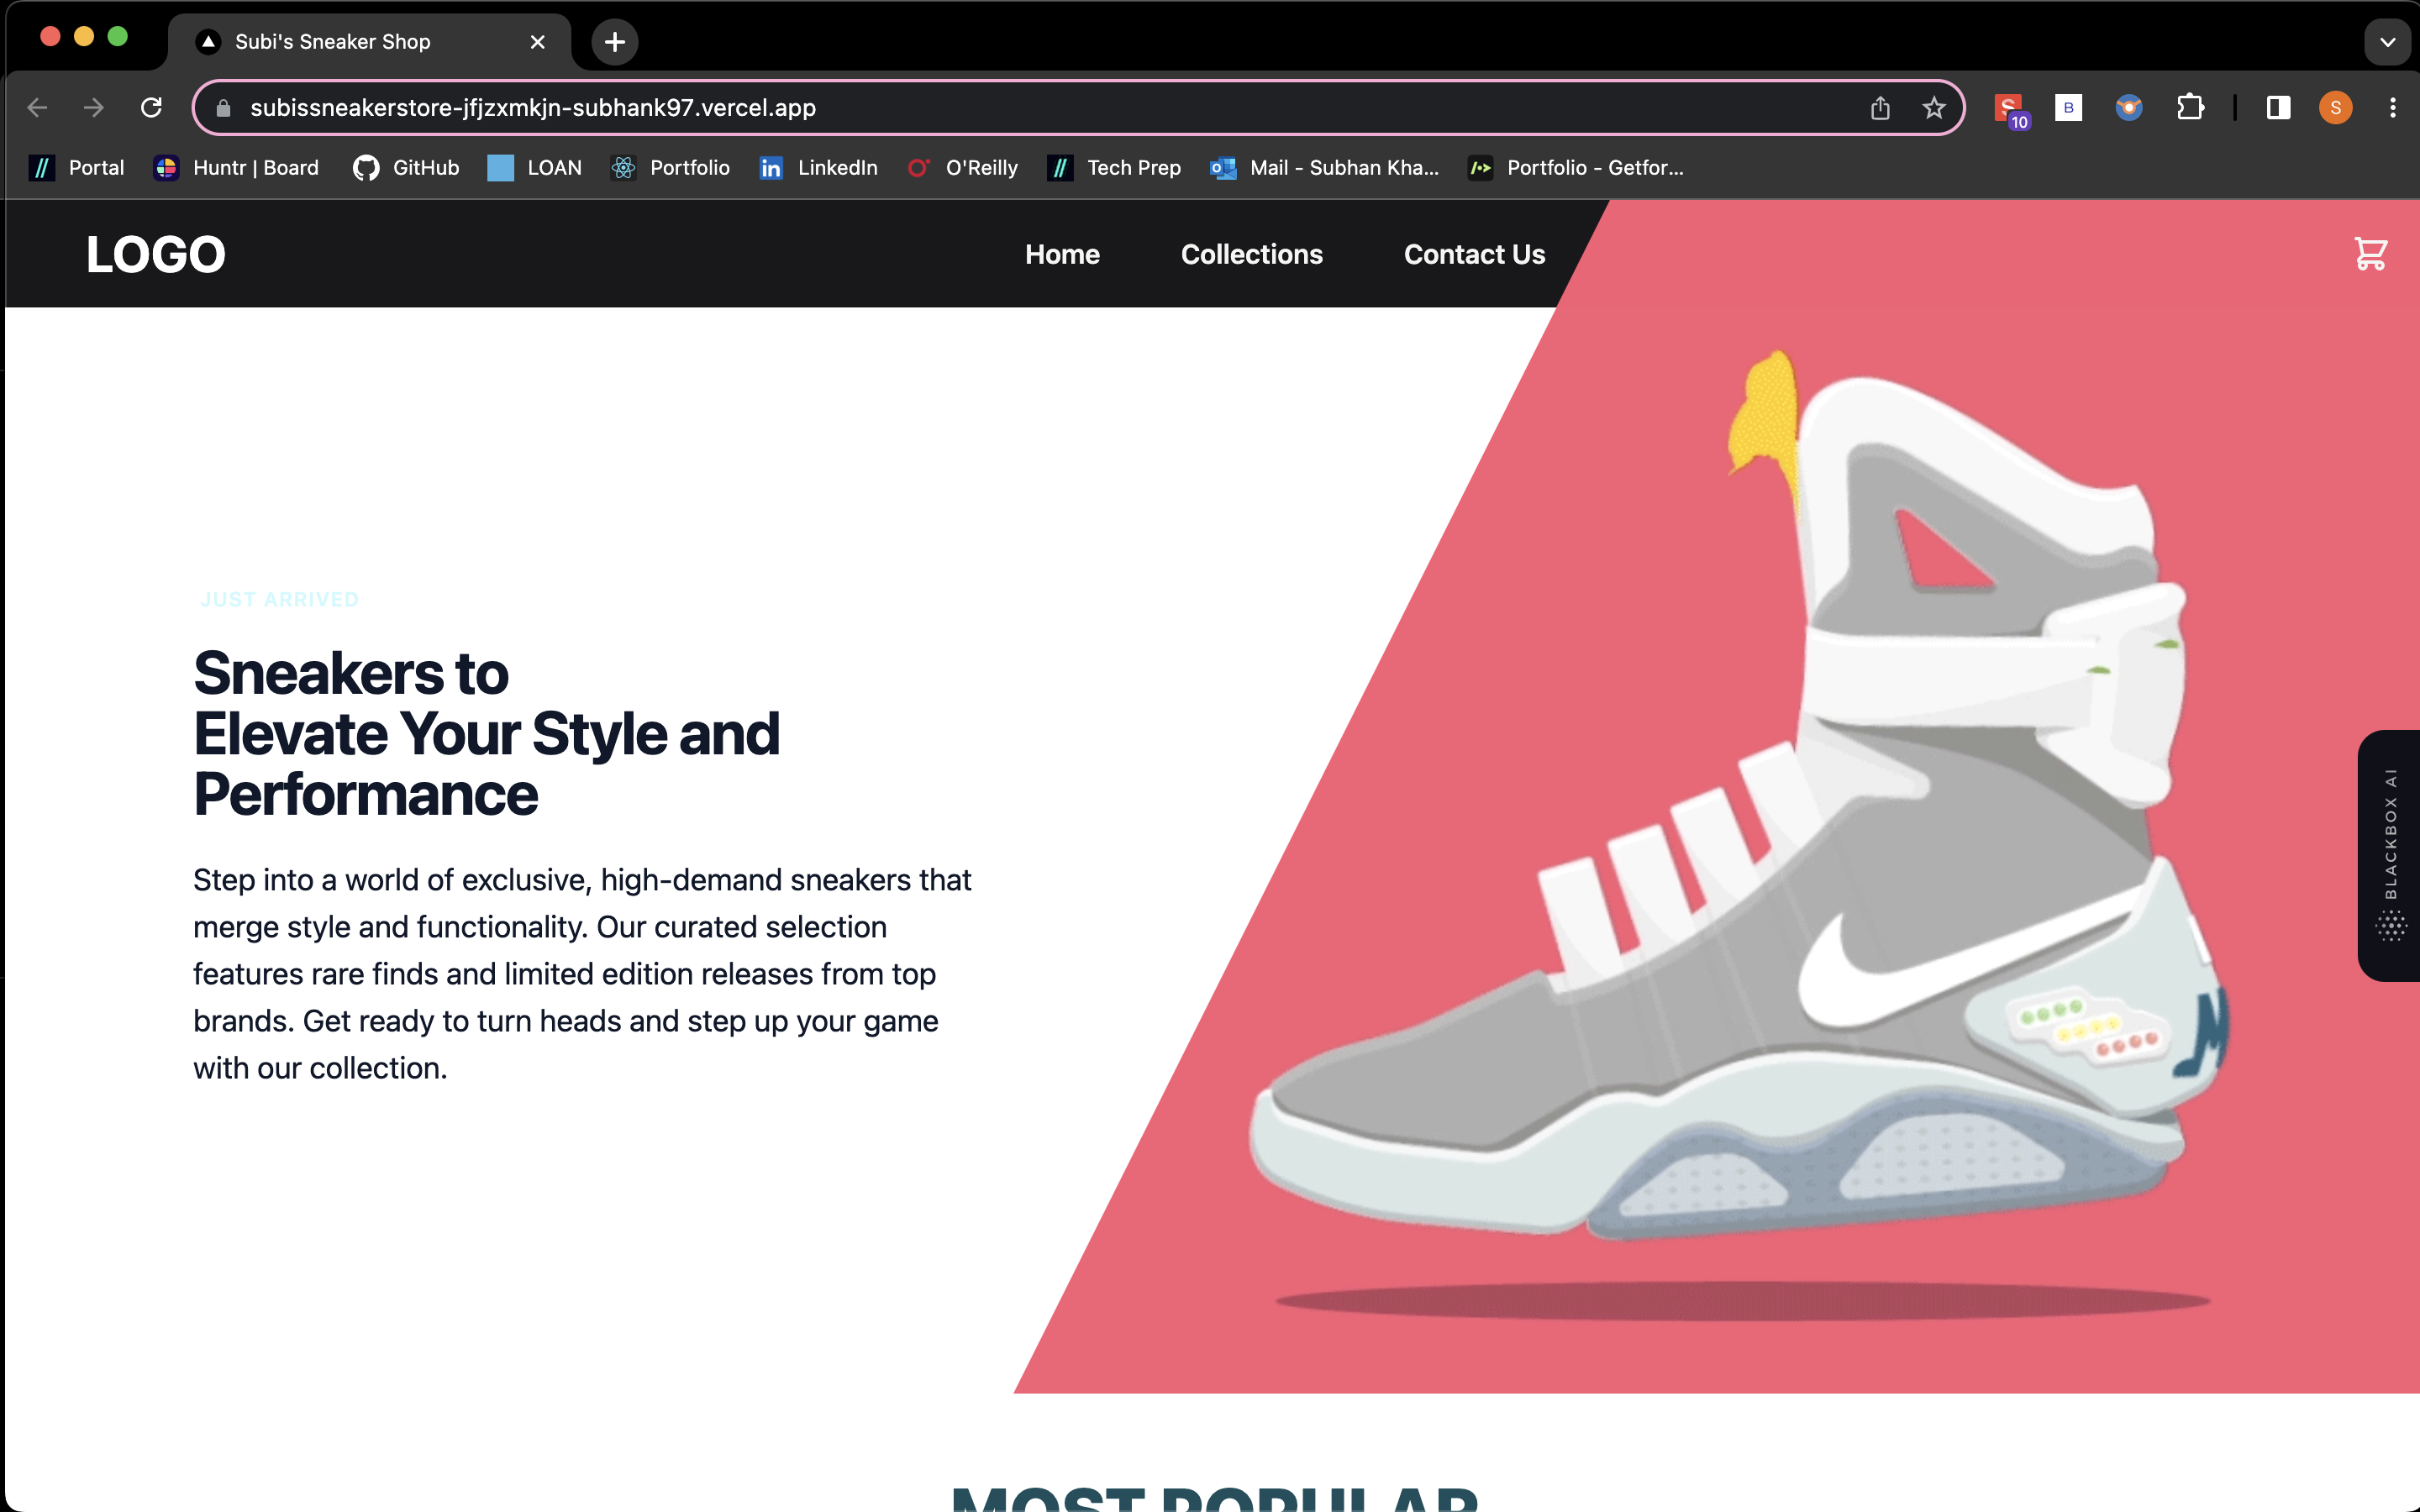 Subi's Sneaker Shop
subissneakerstore-jfjzxmkjn-subhank97.vercel.app
S
10
B
S
Portal
Huntr | Board
GitHub
LOAN
Portfolio
in
LinkedIn
O'Reilly
Tech Prep
Mail - Subhan Kha...
Portfolio - Getfor...
LOGO
Home
Collections
Contact Us
JUST ARRIVED
Sneakers to
Elevate Your Style and
Performance
Step into a world of exclusive, high-demand sneakers that
merge style and functionality. Our curated selection
features rare finds and limited edition releases from top
brands. Get ready to turn heads and step up your game
with our collection.
BLACKBOX AI
MOST POPULAR